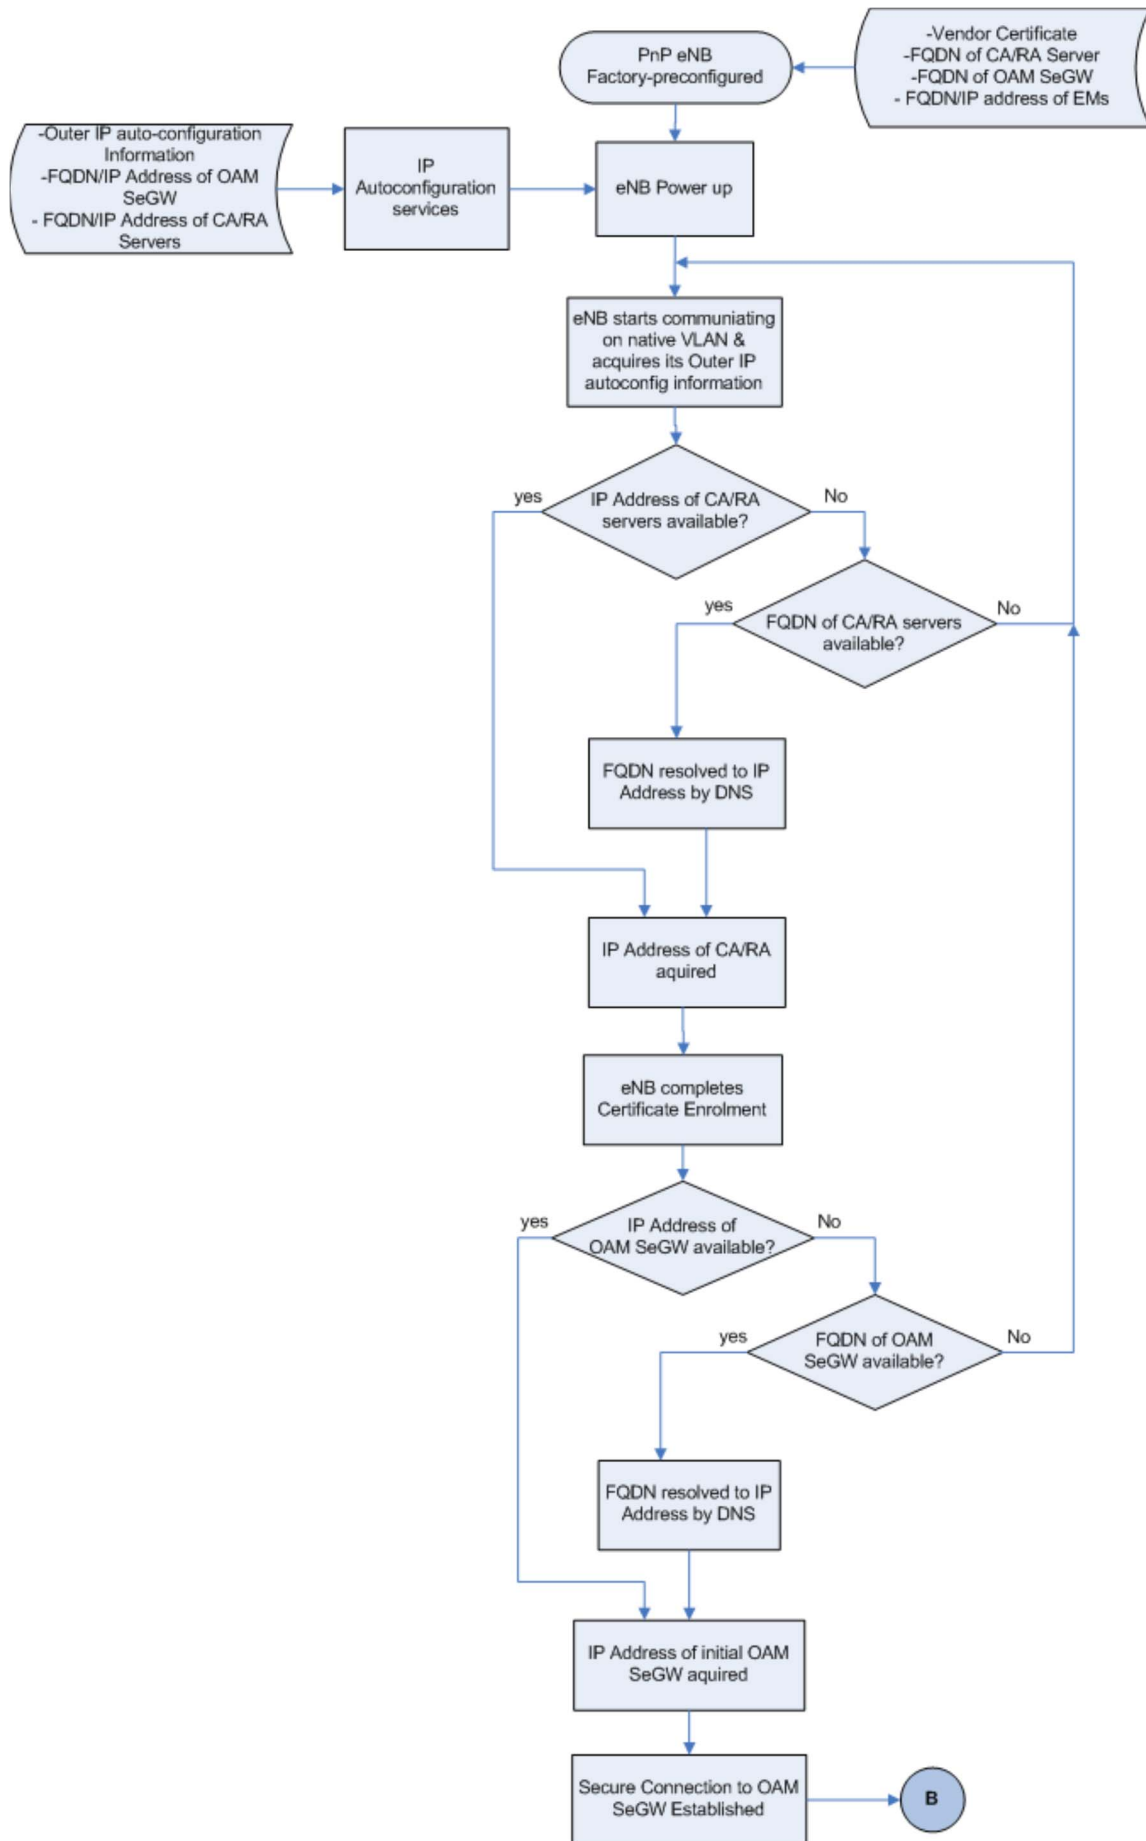 PnP eNB
Factory-preconfigured
-Vendor Certificate
-FQDN of CA/RA Server
-FQDN of OAM SeGW
- FQDN/IP address of EMs
-Outer IP auto-configuration
Information
-FQDN/IP Address of OAM
SeGW
- FQDN/IP Address of CA/RA
Servers
IP
Autoconfiguration
services
eNB Power up
eNB starts communiating
on native VLAN &
acquires its Outer IP
autoconfig information
yes
IP Address of CA/RA
servers available?
No
yes
FQDN of CA/RA servers
available?
No
FQDN resolved to IP
Address by DNS
IP Address of CA/RA
aquired
eNB completes
Certificate Enrolment
yes
IP Address of
OAM SeGW available?
No
yes
FQDN of OAM
SeGW available?
No
FQDN resolved to IP
Address by DNS
IP Address of initial OAM
SeGW aquired
Secure Connection to OAM
SeGW Established
B